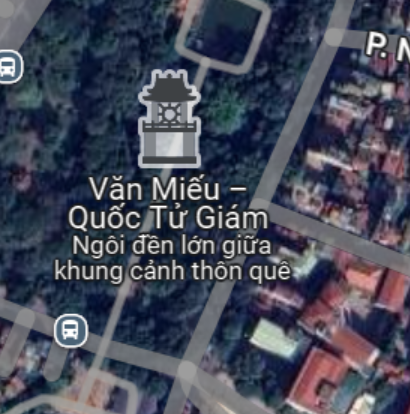 P. N
Văn Miếu –
Quốc Tử Giám
Ngôi đền lớn giữa
khung cảnh thôn quê